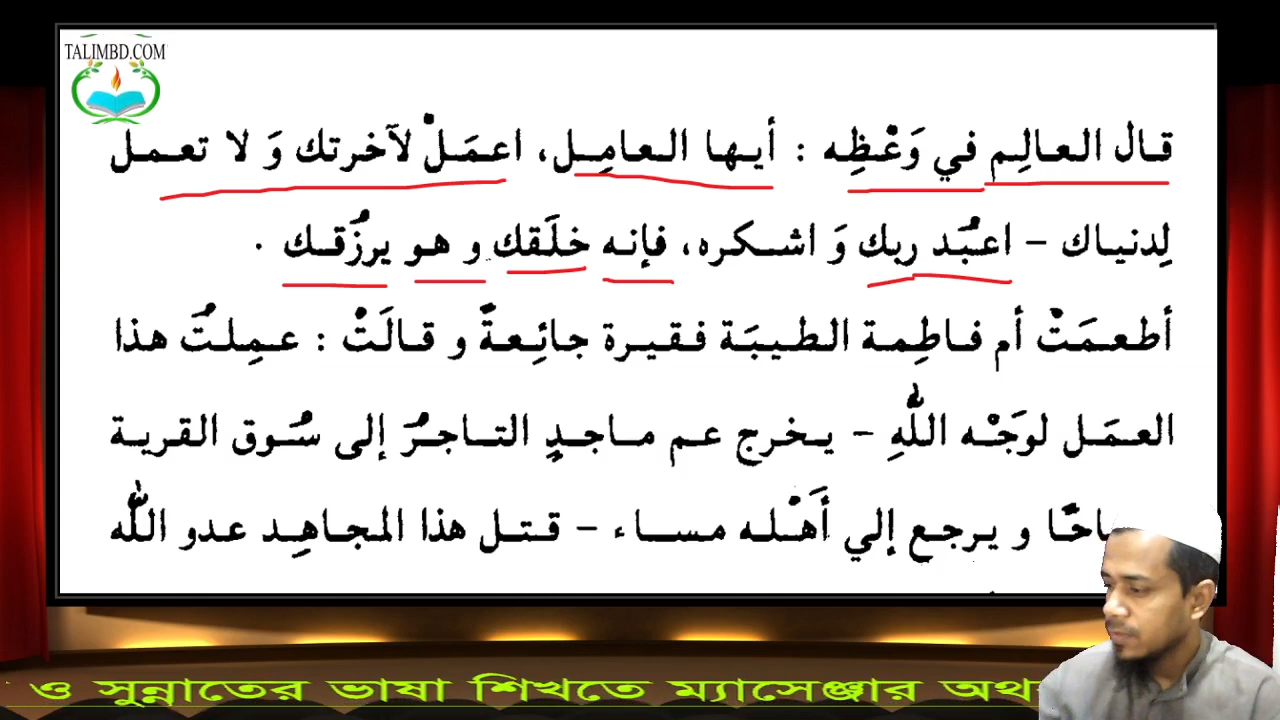 TALIMBD.COM
قال العالِم في وَعْظِه : أيها العامِل، اعمَلْ لآخرتك وَ لا تعمل
لِدنياك – اعبُد ربك وَ اشكره، فإنه خلَقك و هو يرزُقك .
أطعمَتْ أم فاطِمة الطيبَة فقيرة جائِعةً و قالَتْ : عمِلتُ هذا
العمَل لوجْه اللّٰهِ – يخرج عم ماجدٍ التاجرُ إلى سُوق القرية
و يرجع إلي أَهْله مساء – قتل هذا المجاهِد عدو اللّٰه
ও সুন্নাতের ভাষা শিখতে ম্যাসেঞ্জার